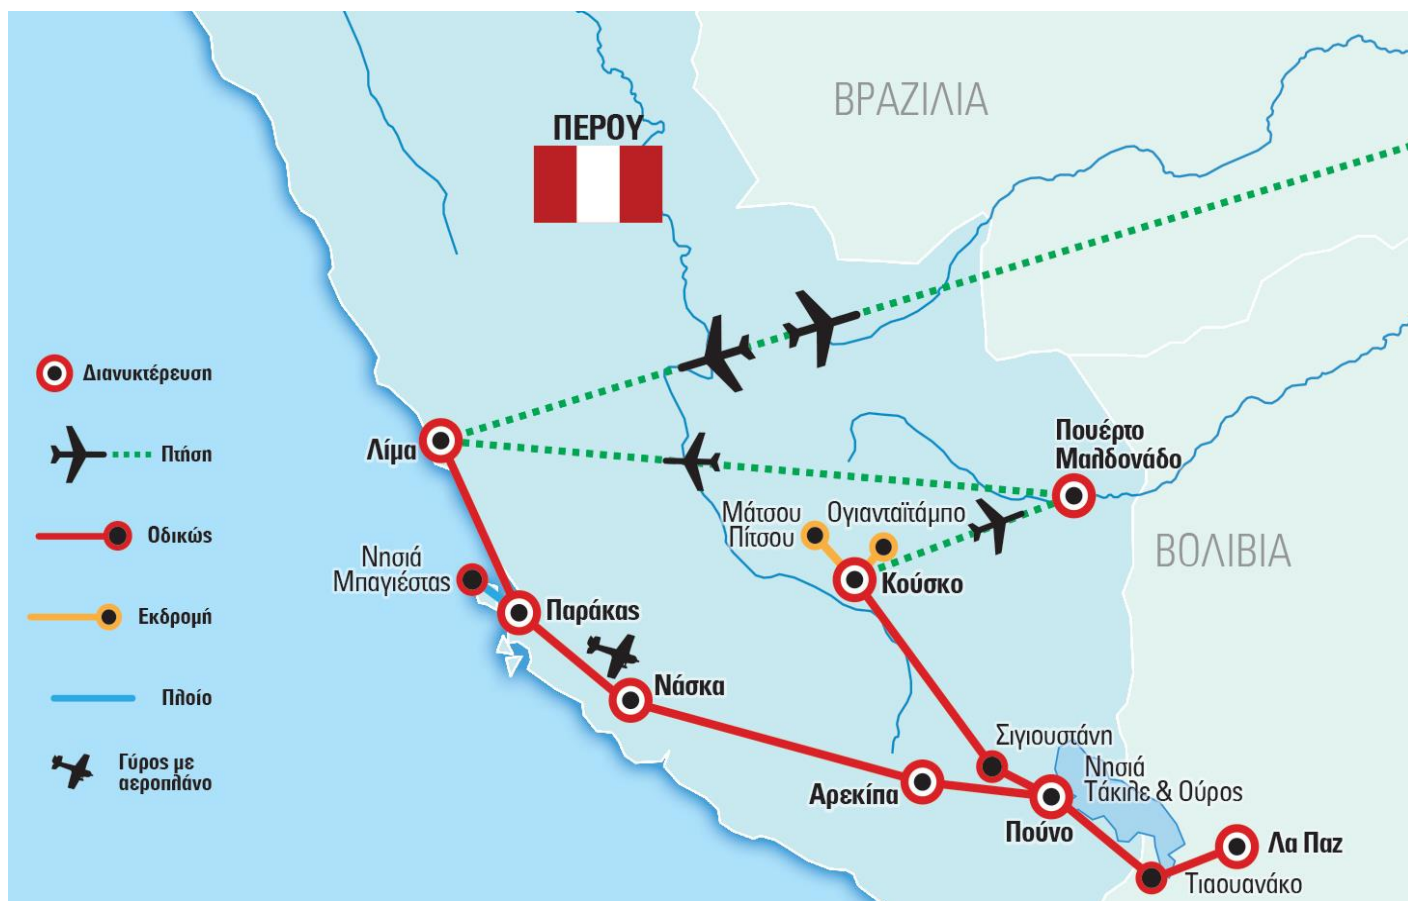 ΒΡΑΖΙΛΙΑ
ΠΕΡΟΥ
Διανυκτέρευση
Πτήση
Οδικώς
Εκδρομή
Πλοίο
Γύρος με
αεροπλάνο
Λίμα
Πουέρτο
Μαλδονάδο
Μάτσου
Πίτσου
Ογιανταϊτάμπο
ΒΟΛΙΒΙΑ
Νησιά
Μπαγιέστας
Κούσκο
Παράκας
Νάσκα
Σιγιουστάνη
Νησιά
Τάκιλε & Ούρος
Αρεκίπα
Πούνο
Λα Παζ
Τιαουανάκο